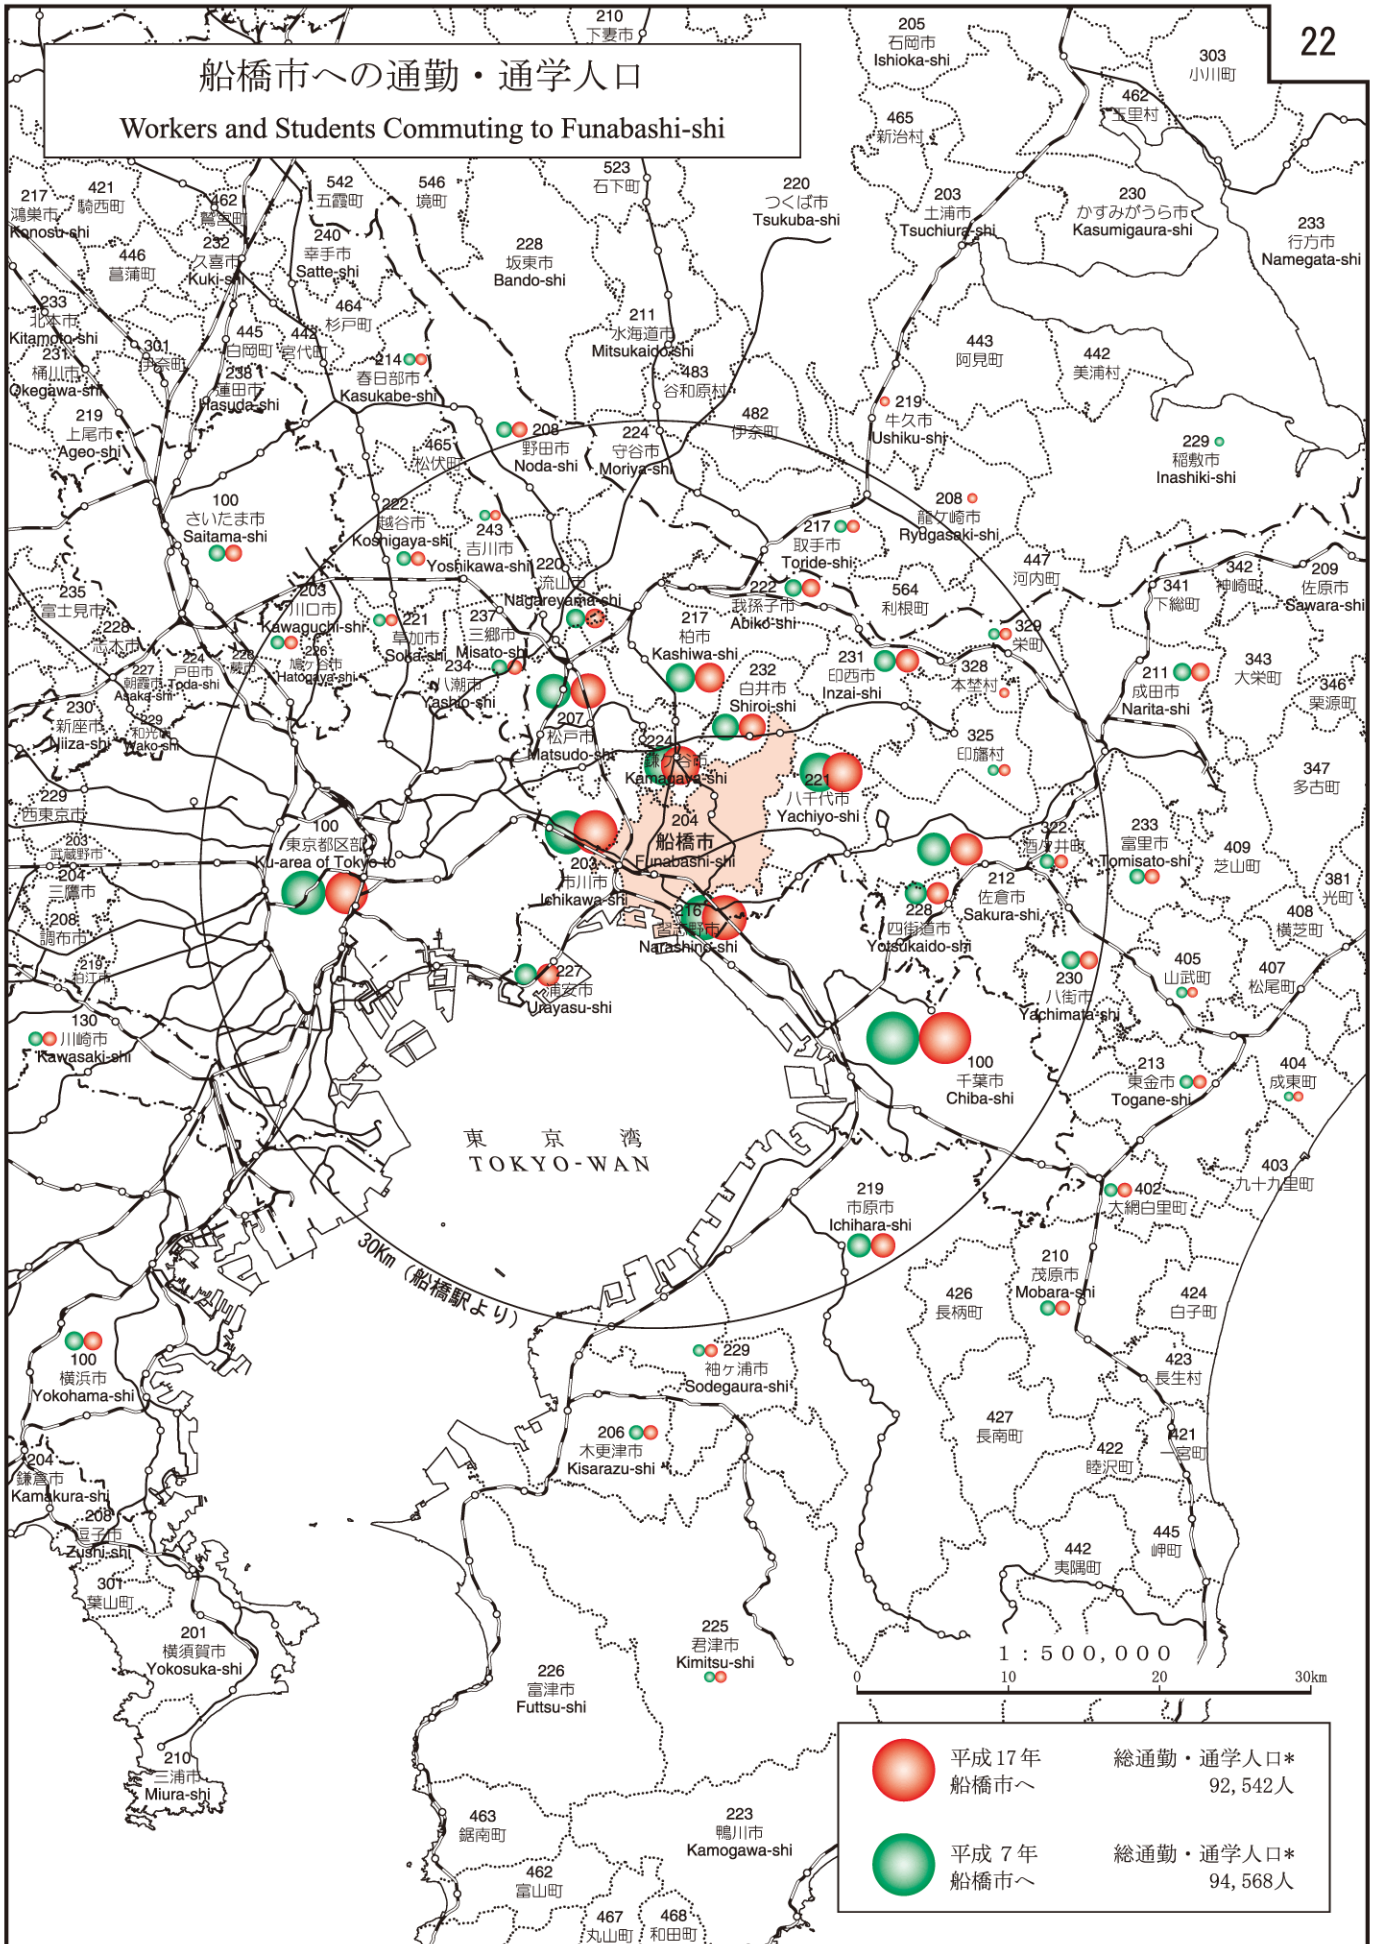 22
船橋市への通勤・通学人口
Workers and Students Commuting to Funabashi-shi
210
下妻市
205
石岡市
Ishioka-shi
303
小川町
462
玉里村
465
新治村
217
鴻巣市
Konosu-shi
421
騎西町
462
鷲宮町
542
五霞町
546
境町
523
石下町
220
つくば市
Tsukuba-shi
203
土浦市
Tsuchiura-shi
230
かすみがうら市
Kasumigaura-shi
233
行方市
Namegata-shi
446
菖蒲町
232
久喜市
Kuki-shi
240
幸手市
Satte-shi
228
坂東市
Bando-shi
233
北本市
Kitamoto-shi
464
杉戸町
445
白岡町
442
宮代町
301
伊奈町
211
水海道市
Mitsukaido-shi
443
阿見町
442
美浦村
231
桶川市
Okegawa-shi
238
蓮田市
Hasuda-shi
214
春日部市
Kasukabe-shi
483
谷和原村
219
上尾市
Ageo-shi
482
伊奈町
219
牛久市
Ushiku-shi
208
野田市
Noda-shi
224
守谷市
Moriya-shi
465
松伏町
229
稲敷市
Inashiki-shi
100
さいたま市
Saitama-shi
222
越谷市
Koshigaya-shi
243
吉川市
Yoshikawa-shi
208
龍ケ崎市
Ryugasaki-shi
217
取手市
Toride-shi
447
河内町
235
富士見市
203
川口市
Kawaguchi-shi
220
流山市
Nagareyama-shi
222
我孫子市
Abiko-shi
564
利根町
341
下総町
342
神崎町
209
佐原市
Sawara-shi
228
志木市
221
草加市
Soka-shi
237
三郷市
Misato-shi
217
柏市
Kashiwa-shi
329
栄町
227
朝霞市
Asaka-shi
224
戸田市
Toda-shi
223
蕨市
226
鳩ヶ谷市
Hatogaya-shi
234
八潮市
Yashio-shi
232
白井市
Shiroi-shi
231
印西市
Inzai-shi
328
本埜村
211
成田市
Narita-shi
343
大栄町
346
栗源町
230
新座市
Niiza-shi
229
和光市
Wako-shi
207
松戸市
Matsudo-shi
224
鎌ケ谷市
Kamagaya-shi
325
印旛村
347
多古町
229
西東京市
221
八千代市
Yachiyo-shi
100
東京都区部
Ku-area of Tokyo-to
204
船橋市
Funabashi-shi
203
武蔵野市
322
酒々井町
233
富里市
Tomisato-shi
409
芝山町
204
三鷹市
203
市川市
Ichikawa-shi
212
佐倉市
Sakura-shi
381
光町
208
調布市
216
習志野市
Narashino-shi
228
四街道市
Yotsukaido-shi
408
横芝町
219
狛江市
227
浦安市
Urayasu-shi
230
八街市
Yachimata-shi
405
山武町
407
松尾町
130
川崎市
Kawasaki-shi
100
千葉市
Chiba-shi
213
東金市
Togane-shi
404
成東町
東京湾
TOKYO-WAN
403
九十九里町
219
市原市
Ichihara-shi
402
大網白里町
30Km (船橋駅より)
210
茂原市
Mobara-shi
426
長柄町
424
白子町
100
横浜市
Yokohama-shi
229
袖ヶ浦市
Sodegaura-shi
423
長生村
206
木更津市
Kisarazu-shi
427
長南町
422
睦沢町
421
一宮町
204
鎌倉市
Kamakura-shi
208
逗子市
Zushi-shi
442
夷隅町
445
岬町
301
葉山町
201
横須賀市
Yokosuka-shi
225
君津市
Kimitsu-shi
226
富津市
Futtsu-shi
1:500,000
0 10 20 30km
210
三浦市
Miura-shi
463
鋸南町
223
鴨川市
Kamogawa-shi
462
富山町
467
丸山町
468
和田町
平成17年 総通勤・通学人口*
船橋市へ 92,542人
平成 7年 総通勤・通学人口*
船橋市へ 94,568人